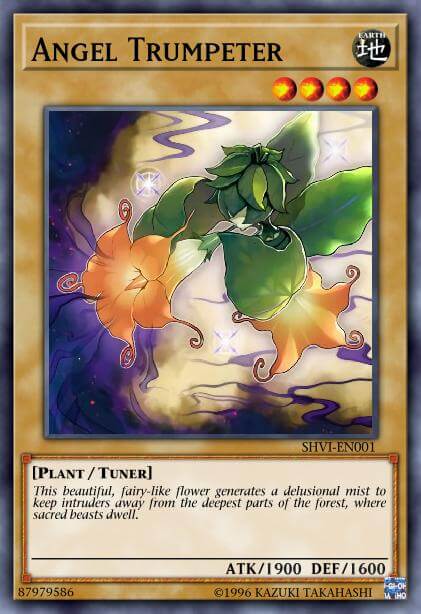 ANGEL TRUMPETER
EARTH
地
SHVI-EN001
[PLANT / TUNER]
This beautiful, fairy-like flower generates a delusional mist to
keep intruders away from the deepest parts of the forest, where
sacred beasts dwell.
ATK/1900 DEF/1600
87979586
©1996 KAZUKI TAKAHASHI